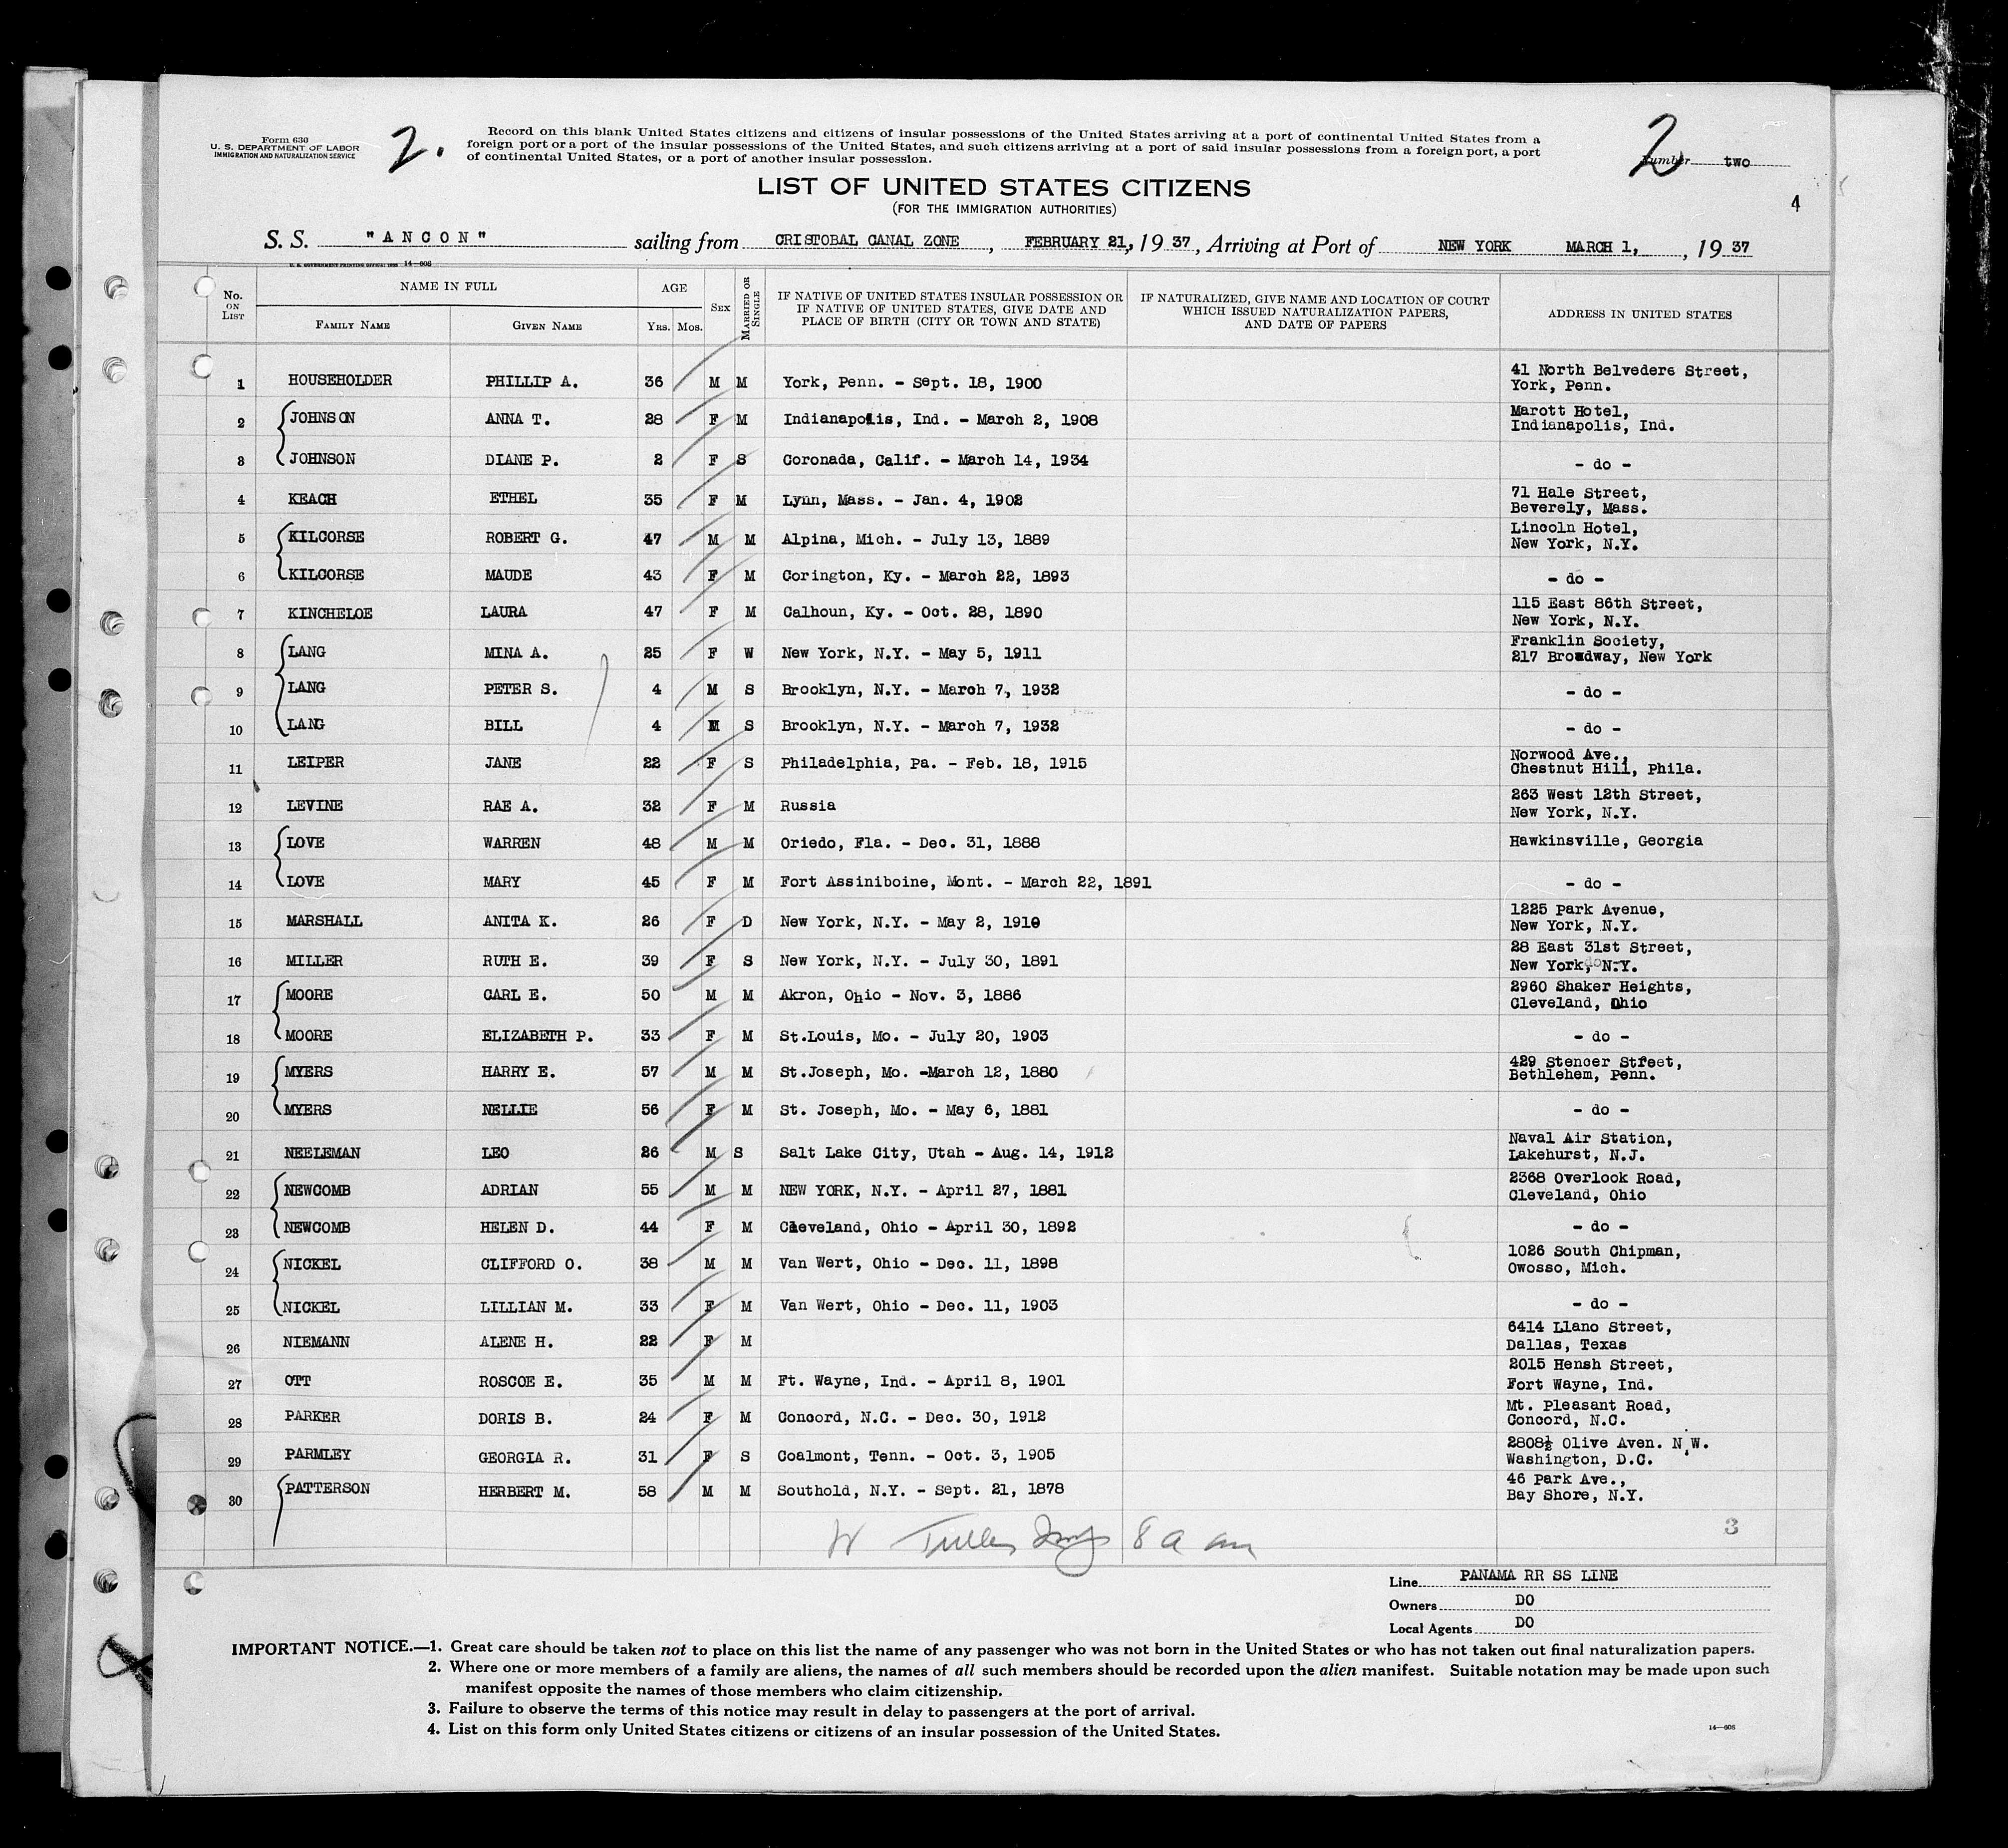 Form 630
U. S. DEPARTMENT OF LABOR
IMMIGRATION AND NATURALIZATION SERVICE
2.
Record on this blank United States citizens and citizens of insular possessions of the United States arriving at a port of continental United States from a
foreign port or a port of the insular possessions of the United States, and such citizens arriving at a port of said insular possessions from a foreign port, a port
of continental United States, or a port of another insular possession.
2
Number two
LIST OF UNITED STATES CITIZENS
(FOR THE IMMIGRATION AUTHORITIES)
4
S. S. "ANCON" sailing from CRISTOBAL CANAL ZONE, FEBRUARY 21, 1937, Arriving at Port of NEW YORK MARCH 1, , 1937
U. S. GOVERNMENT PRINTING OFFICE 14—608
No. ON LIST NAME IN FULL AGE SEX MARRIED OR SINGLE IF NATIVE OF UNITED STATES INSULAR POSSESSION OR IF NATIVE OF UNITED STATES, GIVE DATE AND PLACE OF BIRTH (CITY OR TOWN AND STATE) IF NATURALIZED, GIVE NAME AND LOCATION OF COURT WHICH ISSUED NATURALIZATION PAPERS, AND DATE OF PAPERS ADDRESS IN UNITED STATES
FAMILY NAME GIVEN NAME YRS. MOS.
1 HOUSEHOLDER PHILLIP A. 36 M M York, Penn. - Sept. 18, 1900 41 North Belvedere Street,
York, Penn.
2 JOHNSON ANNA T. 28 F M Indianapolis, Ind. - March 2, 1908 Marott Hotel,
Indianapolis, Ind.
3 JOHNSON DIANE P. 2 F S Coronada, Calif. - March 14, 1934 - do -
4 KEACH ETHEL 35 F M Lynn, Mass. - Jan. 4, 1902 71 Hale Street,
Beverely, Mass.
5 KILCORSE ROBERT G. 47 M M Alpina, Mich. - July 13, 1889 Lincoln Hotel,
New York, N.Y.
6 KILCORSE MAUDE 43 F M Corington, Ky. - March 22, 1893 - do -
7 KINCHELOE LAURA 47 F M Calhoun, Ky. - Oct. 28, 1890 115 East 86th Street,
New York, N.Y.
8 LANG MINA A. 25 F W New York, N.Y. - May 5, 1911 Franklin Society,
217 Broadway, New York
9 LANG PETER S. 4 M S Brooklyn, N.Y. - March 7, 1932 - do -
10 LANG BILL 4 M S Brooklyn, N.Y. - March 7, 1932 - do -
11 LEIPER JANE 22 F S Philadelphia, Pa. - Feb. 18, 1915 Norwood Ave.,
Chestnut Hill, Phila.
12 LEVINE RAE A. 32 F M Russia 263 West 12th Street,
New York, N.Y.
13 LOVE WARREN 48 M M Oriedo, Fla. - Dec. 31, 1888 Hawkinsville, Georgia
14 LOVE MARY 45 F M Fort Assiniboine, Mont. - March 22, 1891 - do -
15 MARSHALL ANITA K. 26 F D New York, N.Y. - May 2, 1910 1225 Park Avenue,
New York, N.Y.
16 MILLER RUTH E. 39 F S New York, N.Y. - July 30, 1891 28 East 31st Street,
New York, N.Y.
17 MOORE CARL E. 50 M M Akron, Ohio - Nov. 3, 1886 2960 Shaker Heights,
Cleveland, Ohio
18 MOORE ELIZABETH P. 33 F M St.Louis, Mo. - July 20, 1903 - do -
19 MYERS HARRY E. 57 M M St.Joseph, Mo. -March 12, 1880 429 Stencer Street,
Bethlehem, Penn.
20 MYERS NELLIE 56 F M St. Joseph, Mo. - May 6, 1881 - do -
21 NEELEMAN LEO 26 M S Salt Lake City, Utah - Aug. 14, 1912 Naval Air Station,
Lakehurst, N.J.
22 NEWCOMB ADRIAN 55 M M NEW YORK, N.Y. - April 27, 1881 2368 Overlook Road,
Cleveland, Ohio
23 NEWCOMB HELEN D. 44 F M Cleveland, Ohio - April 30, 1892 - do -
24 NICKEL CLIFFORD O. 38 M M Van Wert, Ohio - Dec. 11, 1898 1026 South Chipman,
Owosso, Mich.
25 NICKEL LILLIAN M. 33 F M Van Wert, Ohio - Dec. 11, 1903 - do -
26 NIEMANN ALENE H. 22 F M 6414 Llano Street,
Dallas, Texas
27 OTT ROSCOE E. 35 M M Ft. Wayne, Ind. - April 8, 1901 2015 Hensh Street,
Fort Wayne, Ind.
28 PARKER DORIS B. 24 F M Concord, N.C. - Dec. 30, 1912 Mt. Pleasant Road,
Concord, N.C.
29 PARMLEY GEORGIA R. 31 F S Coalmont, Tenn. - Oct. 3, 1905 2808½ Olive Aven. N.W.
Washington, D.C.
30 PATTERSON HERBERT M. 58 M M Southold, N.Y. - Sept. 21, 1878 46 Park Ave.,
Bay Shore, N.Y.
8 a m
3
Line PANAMA RR SS LINE
Owners DO
Local Agents DO
IMPORTANT NOTICE.—1. Great care should be taken not to place on this list the name of any passenger who was not born in the United States or who has not taken out final naturalization papers.
2. Where one or more members of a family are aliens, the names of all such members should be recorded upon the alien manifest. Suitable notation may be made upon such
manifest opposite the names of those members who claim citizenship.
3. Failure to observe the terms of this notice may result in delay to passengers at the port of arrival.
4. List on this form only United States citizens or citizens of an insular possession of the United States.
14—608